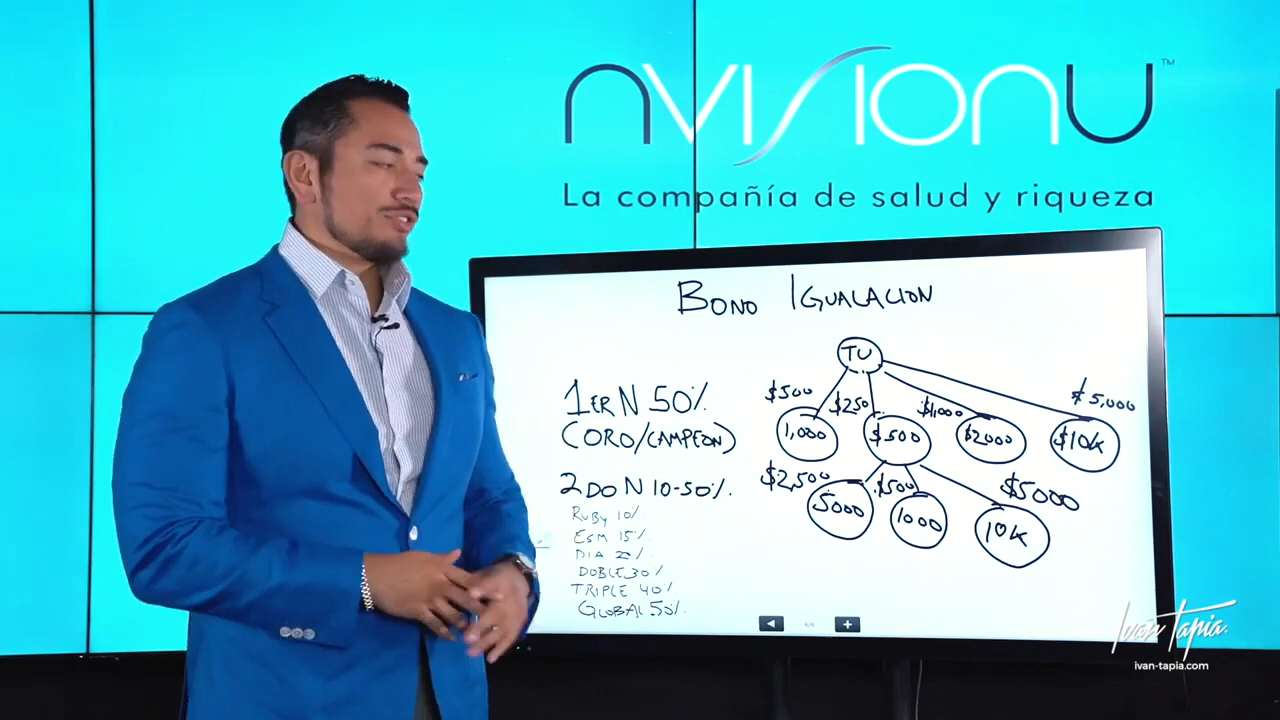 nVISIONU™
La compañía de salud y riqueza
BONO IGUALACION
TU
$500
$250
$1,000
$5,000
1,000
$500
$2000
$10K
1ER N 50%
(ORO/CAMPEON)
$2,500
$500
$5000
5000
1000
10K
2DO N 10-50%.
RUBY 10%
ESM 15%
DIA 20%
DOBLE 30%
TRIPLE 40%
GLOBAL 50%.
Ivan Tapia.
ivan-tapia.com